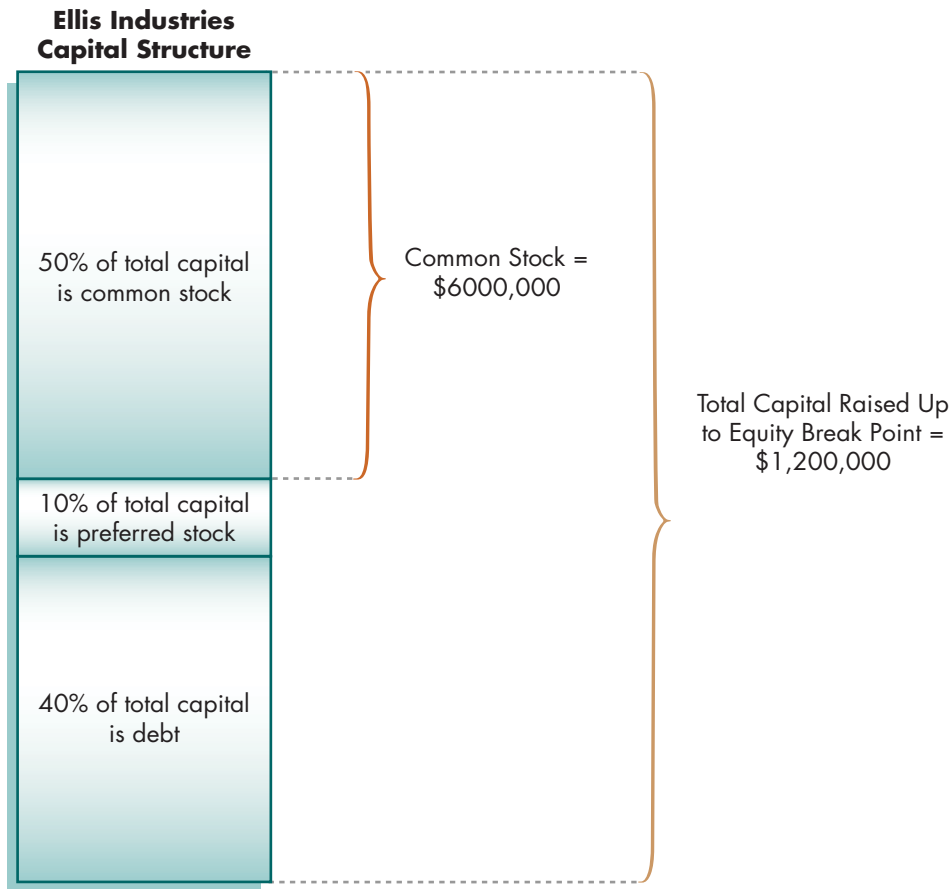 Ellis Industries
Capital Structure
50% of total capital
is common stock
Common Stock =
$6000,000
Total Capital Raised Up
to Equity Break Point =
$1,200,000
10% of total capital
is preferred stock
40% of total capital
is debt